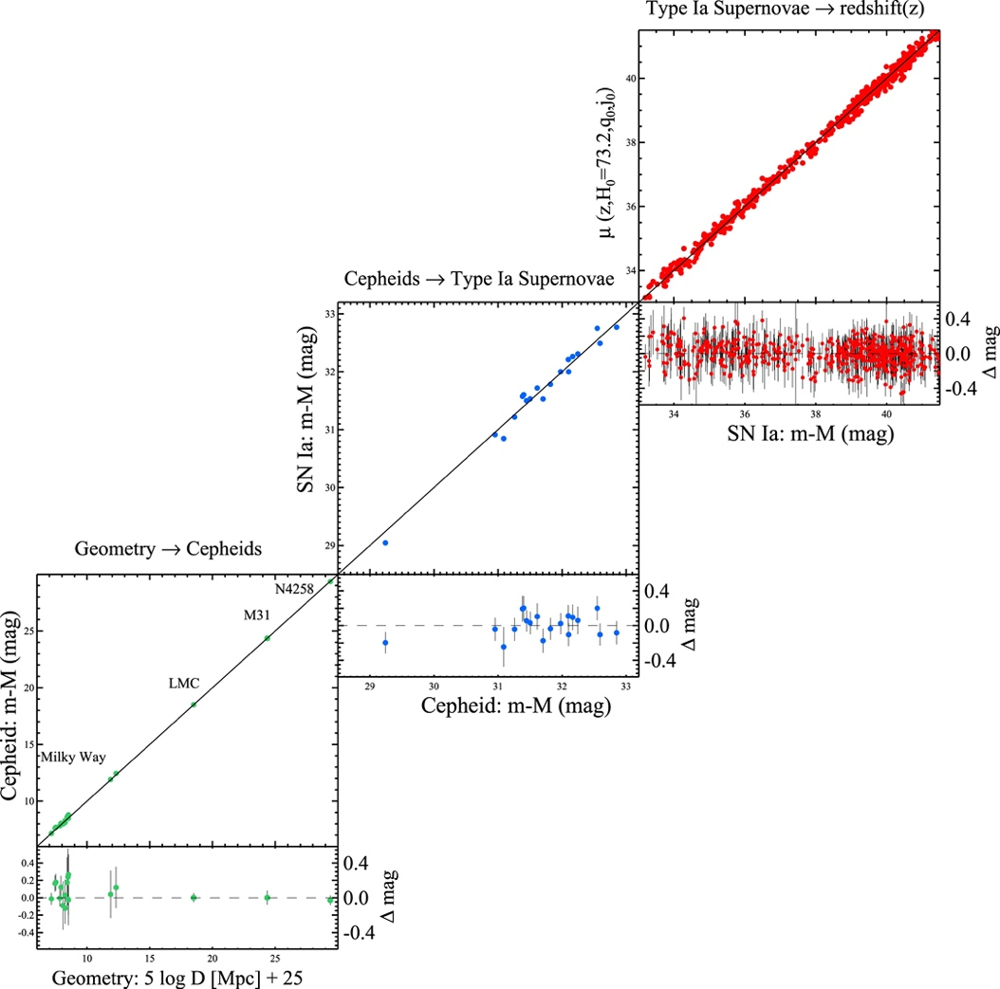 Type Ia Supernovae → redshift(z)
40
38
36
34
μ (z,H₀=73.2,q₀,j₀)
0.4
0.0
-0.4
Δ mag
34 36 38 40
SN Ia: m-M (mag)
Cepheids → Type Ia Supernovae
33
32
31
30
29
SN Ia: m-M (mag)
0.4
0.0
-0.4
Δ mag
29 30 31 32 33
Cepheid: m-M (mag)
Geometry → Cepheids
N4258
M31
LMC
Milky Way
25
20
15
10
Cepheid: m-M (mag)
0.4
0.2
0.0
-0.2
-0.4
0.4
0.0
-0.4
Δ mag
10 15 20 25
Geometry: 5 log D [Mpc] + 25